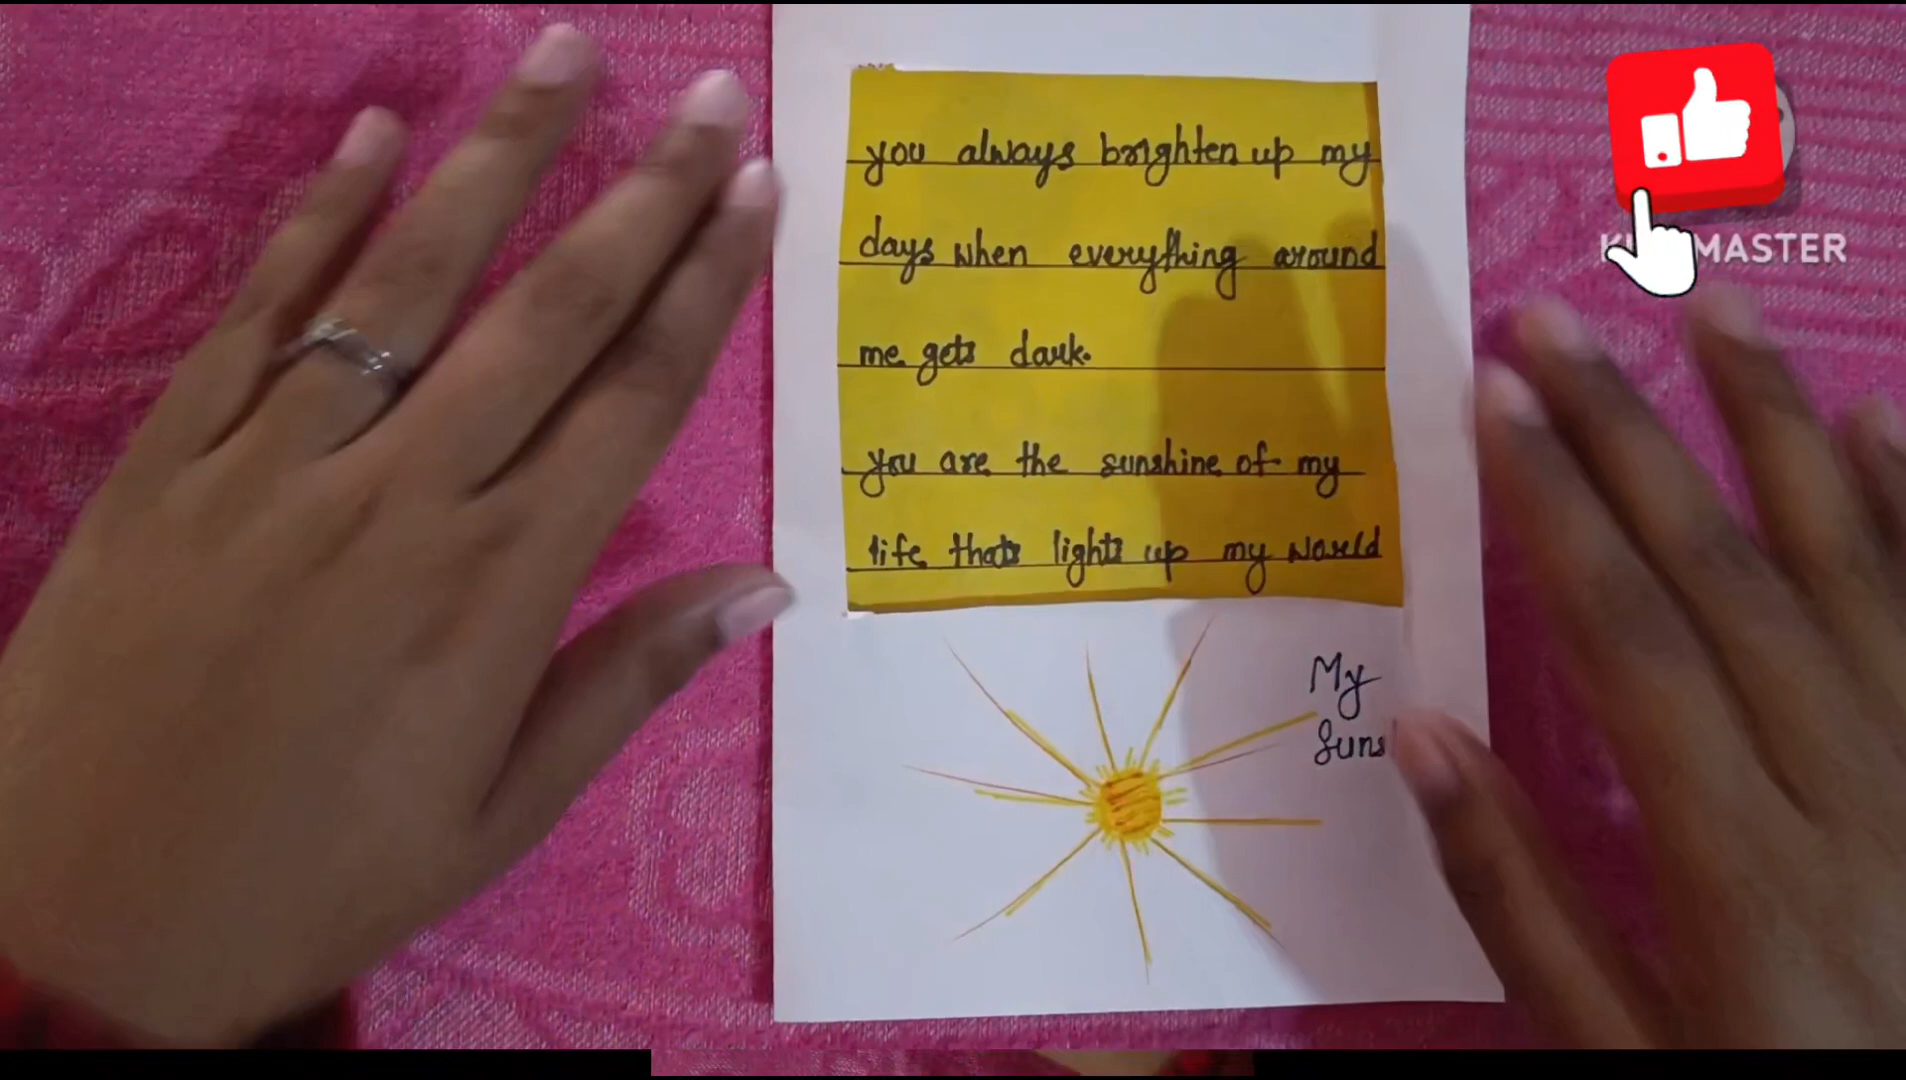 you always brighten up my
days when everything around
me gets dark.
you are the sunshine of my
life thats lights up my world
My
Suns
MASTER